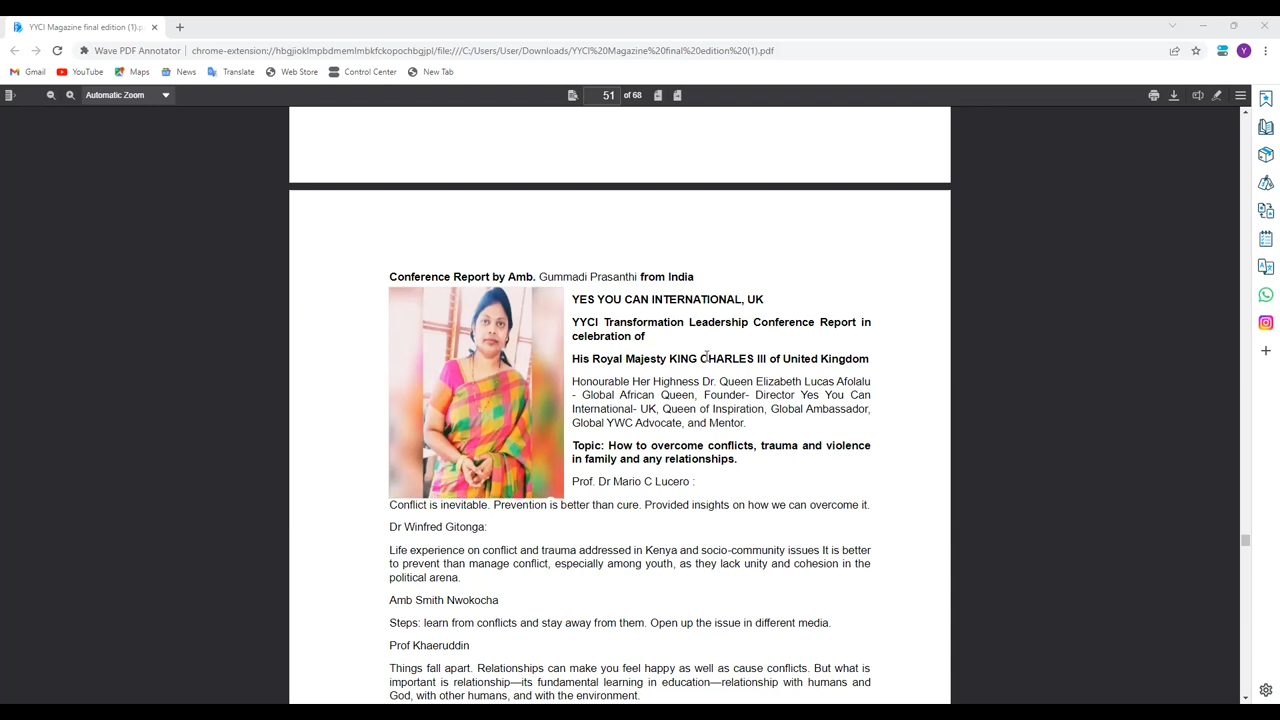 YYCI Magazine final edition (1).p
Wave PDF Annotator
chrome-extension://hbgjioklmpbdmemlmbkfckopochbgjpl/file:///C:/Users/User/Downloads/YYCI%20Magazine%20final%20edition%20(1).pdf
Y
Gmail
YouTube
Maps
News
Translate
Web Store
Control Center
New Tab
Automatic Zoom
51 of 68
Conference Report by Amb. Gummadi Prasanthi from India
YES YOU CAN INTERNATIONAL, UK
YYCI Transformation Leadership Conference Report in
celebration of
His Royal Majesty KING CHARLES III of United Kingdom
Honourable Her Highness Dr. Queen Elizabeth Lucas Afolalu
- Global African Queen, Founder- Director Yes You Can
International- UK, Queen of Inspiration, Global Ambassador,
Global YWC Advocate, and Mentor.
Topic: How to overcome conflicts, trauma and violence
in family and any relationships.
Prof. Dr Mario C Lucero :
Conflict is inevitable. Prevention is better than cure. Provided insights on how we can overcome it.
Dr Winfred Gitonga:
Life experience on conflict and trauma addressed in Kenya and socio-community issues It is better
to prevent than manage conflict, especially among youth, as they lack unity and cohesion in the
political arena.
Amb Smith Nwokocha
Steps: learn from conflicts and stay away from them. Open up the issue in different media.
Prof Khaeruddin
Things fall apart. Relationships can make you feel happy as well as cause conflicts. But what is
important is relationship—its fundamental learning in education—relationship with humans and
God, with other humans, and with the environment.